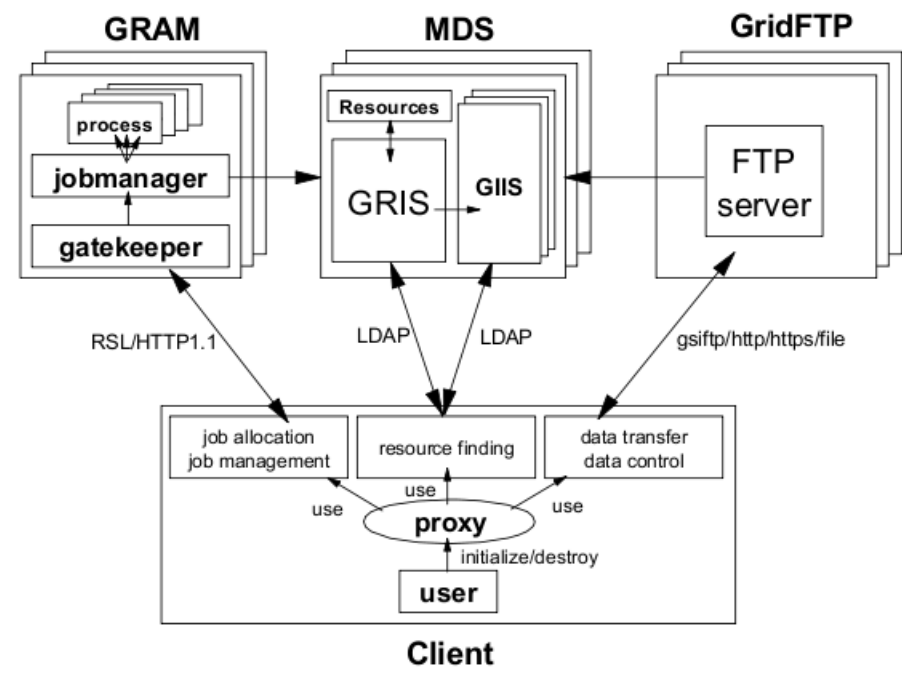 GRAM
MDS
GridFTP
process
jobmanager
gatekeeper
Resources
GRIS
GIIS
FTP
server
RSL/HTTP1.1
LDAP
LDAP
gsiftp/http/https/file
job allocation
job management
resource finding
data transfer
data control
use
use
use
proxy
initialize/destroy
user
Client